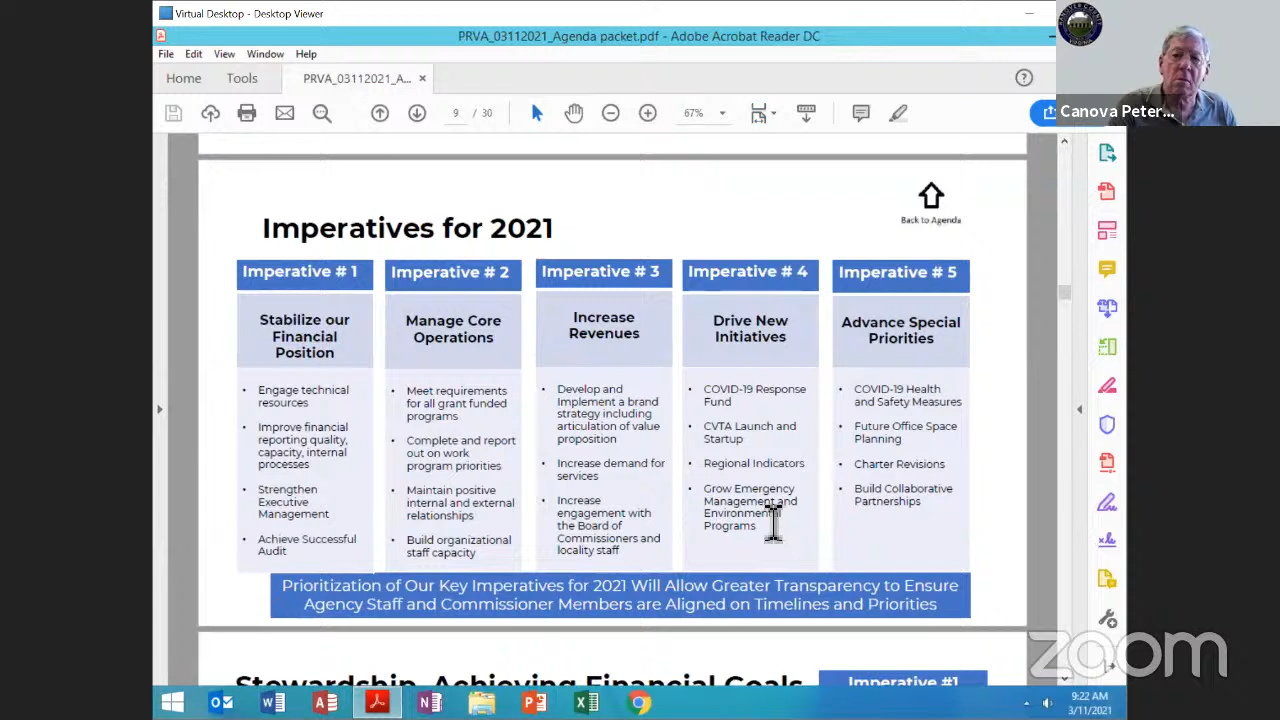 Virtual Desktop - Desktop Viewer
PRVA_03112021_Agenda packet.pdf - Adobe Acrobat Reader DC
File Edit View Window Help
Home Tools PRVA_03112021_A... ×
9 / 30 67%
Canova Peter...
Back to Agenda
Imperatives for 2021
Imperative # 1
Stabilize our
Financial
Position
• Engage technical
resources
• Improve financial
reporting quality,
capacity, internal
processes
• Strengthen
Executive
Management
• Achieve Successful
Audit
Imperative # 2
Manage Core
Operations
• Meet requirements
for all grant funded
programs
• Complete and report
out on work
program priorities
• Maintain positive
internal and external
relationships
• Build organizational
staff capacity
Imperative # 3
Increase
Revenues
• Develop and
Implement a brand
strategy including
articulation of value
proposition
• Increase demand for
services
• Increase
engagement with
the Board of
Commissioners and
locality staff
Imperative # 4
Drive New
Initiatives
• COVID-19 Response
Fund
• CVTA Launch and
Startup
• Regional Indicators
• Grow Emergency
Management and
Environmental
Programs
Imperative # 5
Advance Special
Priorities
• COVID-19 Health
and Safety Measures
• Future Office Space
Planning
• Charter Revisions
• Build Collaborative
Partnerships
Prioritization of Our Key Imperatives for 2021 Will Allow Greater Transparency to Ensure
Agency Staff and Commissioner Members are Aligned on Timelines and Priorities
Stewardship- Achieving Financial Goals
Imperative #1
zoom
9:22 AM
3/11/2021